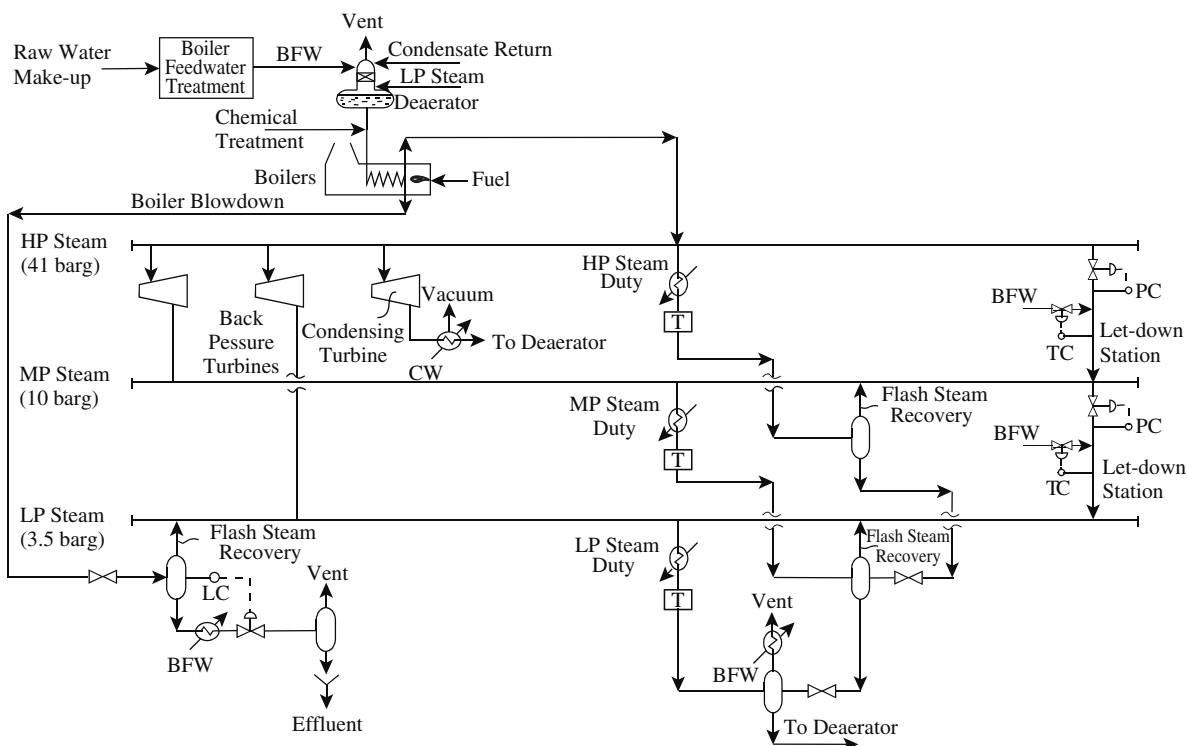 Vent
Raw Water
Make-up
Boiler
Feedwater
Treatment
BFW
Condensate Return
LP Steam
Deaerator
Chemical
Treatment
Boilers
Fuel
Boiler Blowdown
HP Steam
(41 barg)
HP Steam
Duty
T
BFW
PC
TC
Let-down
Station
Back
Pessure
Turbines
Condensing
Turbine
Vacuum
CW
To Deaerator
MP Steam
(10 barg)
MP Steam
Duty
T
Flash Steam
Recovery
BFW
PC
TC
Let-down
Station
LP Steam
(3.5 barg)
Flash Steam
Recovery
LC
BFW
Vent
Effluent
LP Steam
Duty
T
Flash Steam
Recovery
Vent
BFW
To Deaerator